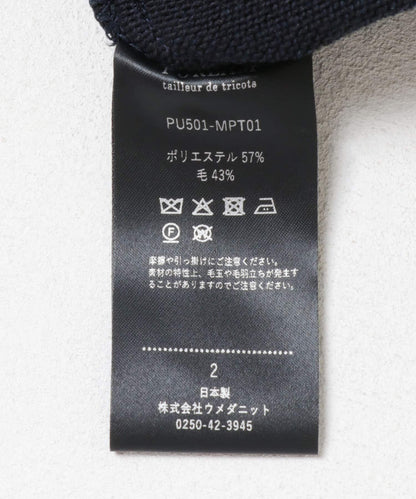 tailleur de tricots
PU501-MPT01
ポリエステル 57%
毛 43%
F
W
摩擦や引っ掛けにご注意ください。
素材の特性上、毛玉や毛羽立ちが発生す
ることがありますのでご注意ください。
2
日本製
株式会社ウメダニット
0250-42-3945